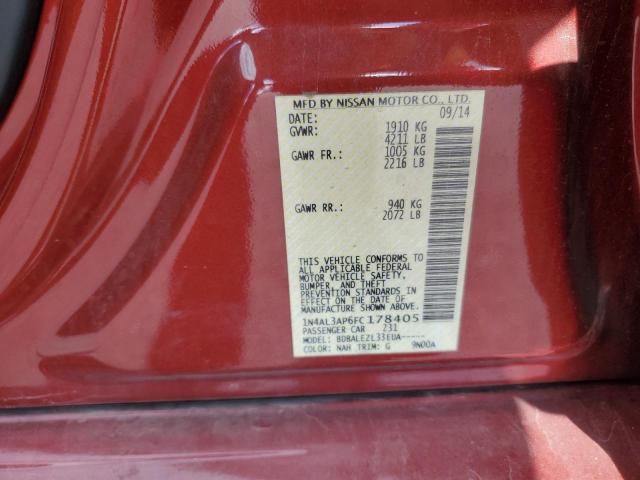 MFD BY NISSAN MOTOR CO., LTD.
DATE: 09/14
GVWR: 1910 KG
4211 LB
GAWR FR.: 1005 KG
2216 LB
GAWR RR.: 940 KG
2072 LB
THIS VEHICLE CONFORMS TO
ALL APPLICABLE FEDERAL
MOTOR VEHICLE SAFETY,
BUMPER, AND THEFT
PREVENTION STANDARDS IN
EFFECT ON THE DATE OF
MANUFACTURE SHOWN ABOVE.
1N4AL3AP6FC178405
PASSENGER CAR 231
MODEL: BDBALEZL33EUA-----
COLOR: NAH TRIM: G 9N00A